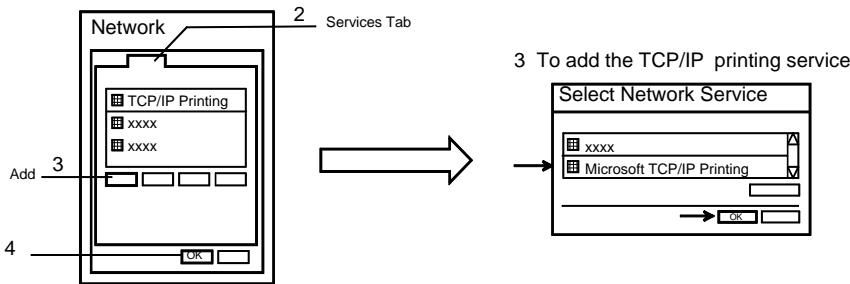 Network
2 Services Tab
TCP/IP Printing
xxxx
xxxx
Add 3
4
OK
3 To add the TCP/IP printing service
Select Network Service
xxxx
Microsoft TCP/IP Printing
OK